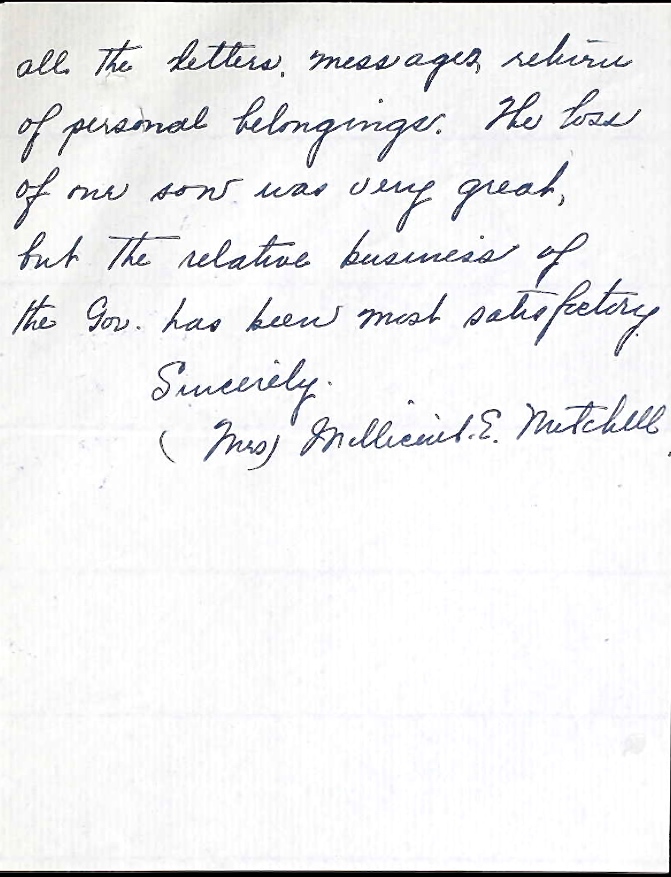 all the letters, messages, return
of personal belongings. The loss
of our son was very great,
but the relative business of
the Gov. has been most satisfactory
Sincerely.
(Mrs) Millicent. E. Mitchell